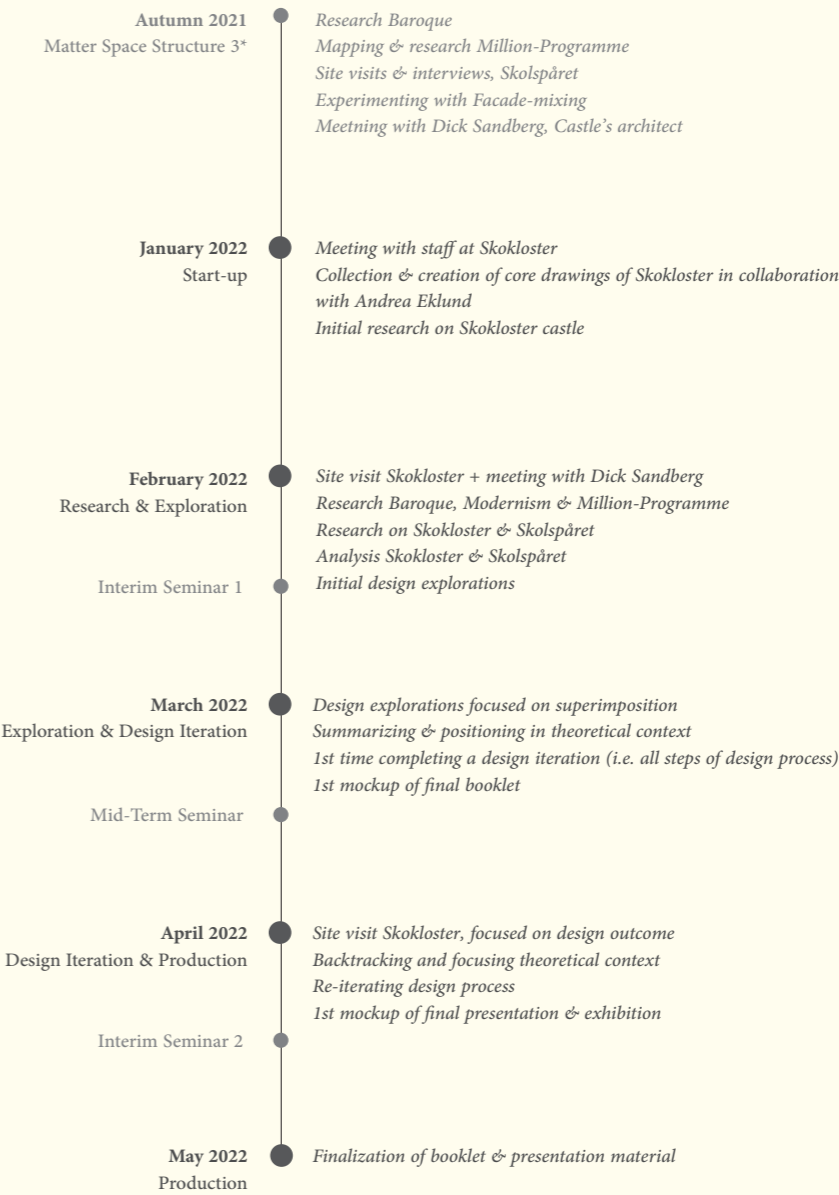 Autumn 2021
Matter Space Structure 3*
Research Baroque
Mapping & research Million-Programme
Site visits & interviews, Skolspåret
Experimenting with Facade-mixing
Meetning with Dick Sandberg, Castle's architect
January 2022
Start-up
Meeting with staff at Skokloster
Collection & creation of core drawings of Skokloster in collaboration
with Andrea Eklund
Initial research on Skokloster castle
February 2022
Research & Exploration
Site visit Skokloster + meeting with Dick Sandberg
Research Baroque, Modernism & Million-Programme
Research on Skokloster & Skolspåret
Analysis Skokloster & Skolspåret
Initial design explorations
Interim Seminar 1
March 2022
Exploration & Design Iteration
Design explorations focused on superimposition
Summarizing & positioning in theoretical context
1st time completing a design iteration (i.e. all steps of design process)
1st mockup of final booklet
Mid-Term Seminar
April 2022
Design Iteration & Production
Site visit Skokloster, focused on design outcome
Backtracking and focusing theoretical context
Re-iterating design process
1st mockup of final presentation & exhibition
Interim Seminar 2
May 2022
Production
Finalization of booklet & presentation material